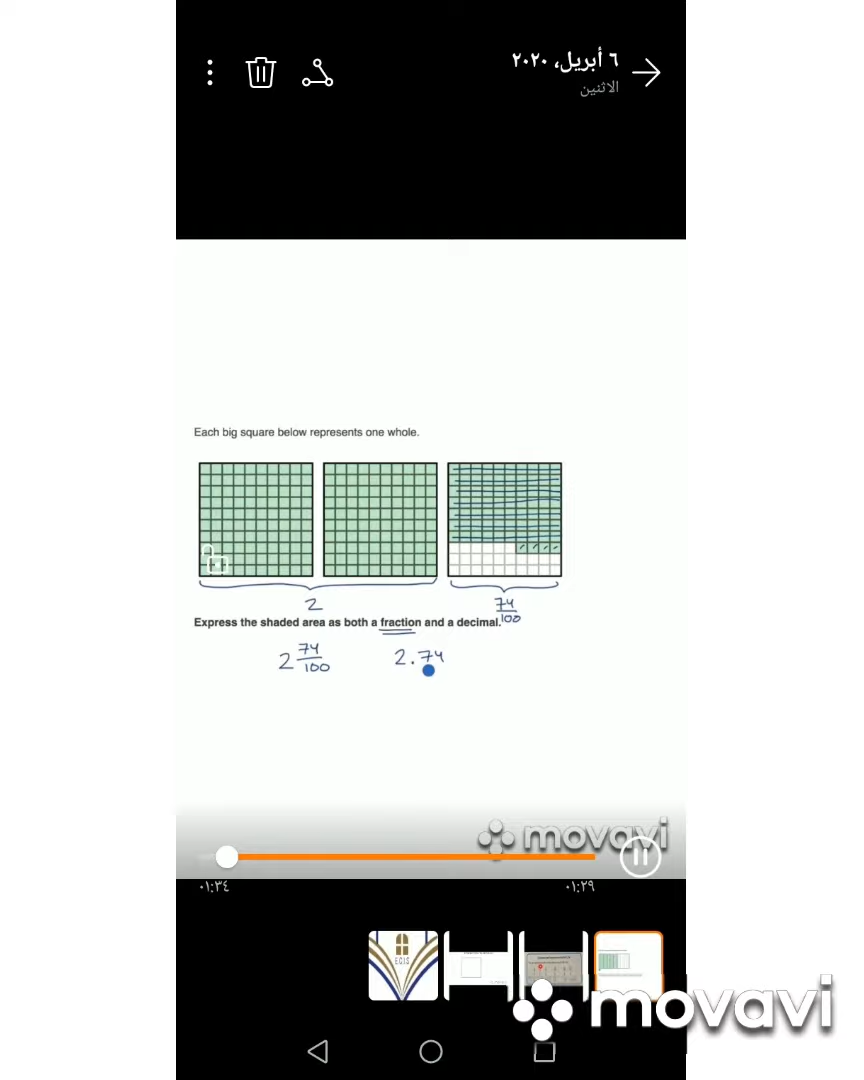 ٦ أبريل، ٢٠٢٠
الاثنين
Each big square below represents one whole.
2
74
100
Express the shaded area as both a fraction and a decimal.
2 74/100
2.74
movavi
٠١:٣٤
٠١:٢٩
ECIS
movavi